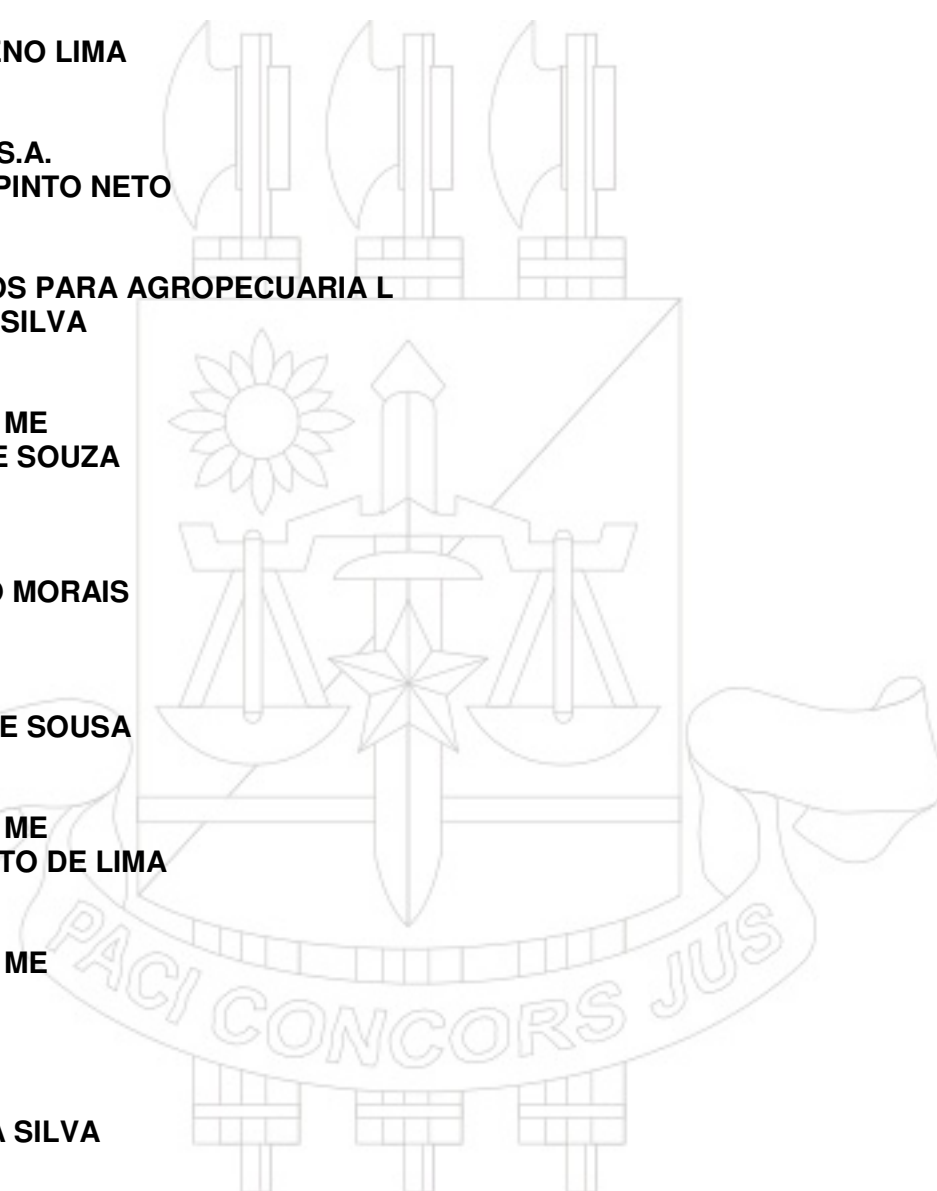 ENO LIMA
S.A.
PINTO NETO
OS PARA AGROPECUARIA L
SILVA
ME
E SOUZA
O MORAIS
E SOUSA
ME
TO DE LIMA
ME
PACI CONCORS JUS
A SILVA